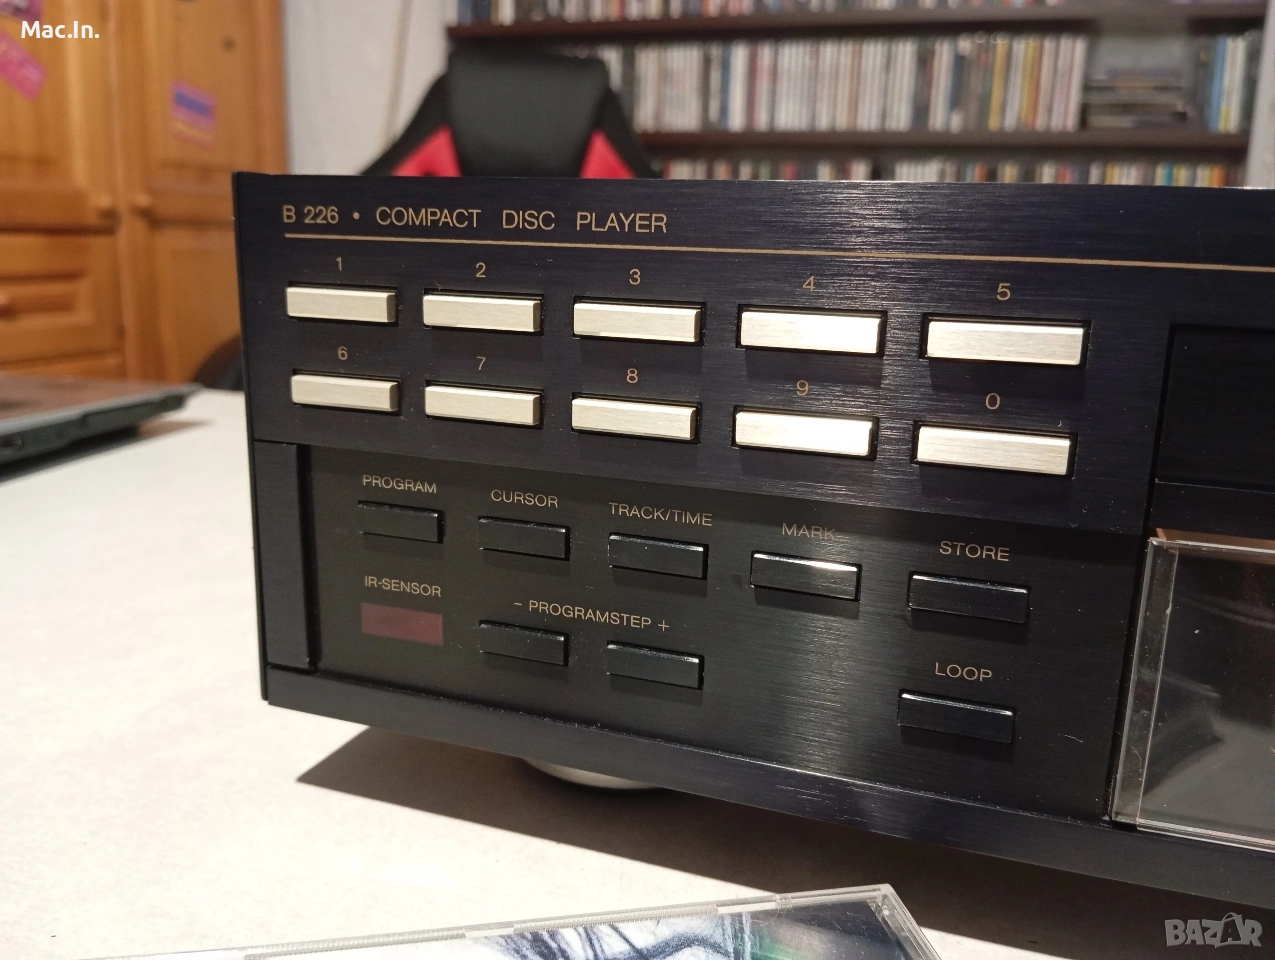 Mac.In.
B 226 • COMPACT DISC PLAYER
1 2 3 4 5
6 7 8 9 0
PROGRAM CURSOR TRACK/TIME MARK STORE
IR-SENSOR - PROGRAMSTEP + LOOP
BAZAR